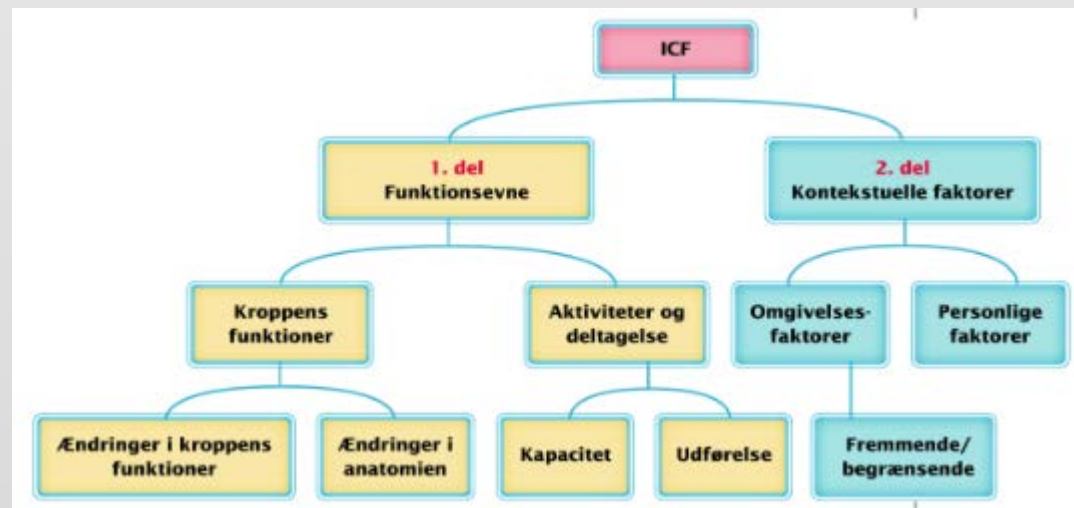 ICF
1. del
Funktionsevne
2. del
Kontekstuelle faktorer
Kroppens
funktioner
Aktiviteter og
deltagelse
Omgivelses-
faktorer
Personlige
faktorer
Ændringer i kroppens
funktioner
Ændringer i
anatomien
Kapacitet
Udførelse
Fremmende/
begrænsende